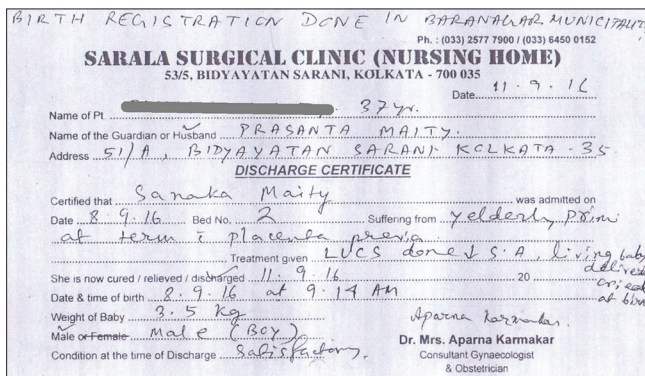 BIRTH REGISTRATION DONE IN BARANAGAR MUNICIPALITY
Ph. : (033) 2577 7900 / (033) 6450 0152
SARALA SURGICAL CLINIC (NURSING HOME)
53/5, BIDYAYATAN SARANI, KOLKATA - 700 035
Date 11.9.16
Name of Pt. 37 yr.
Name of the Guardian or Husband PRASANTA MAITY.
Address 51/A, BIDYAYATAN SARANI KOLKATA-35
DISCHARGE CERTIFICATE
Certified that Sanaka Maity was admitted on
Date 8.9.16 Bed No. 2 Suffering from elderly prim
at term c placenta previa
Treatment given LUCS done S.A, living baby
delivered
She is now cured / relieved / discharged 11.9.16 20
cried
Date & time of birth 8.9.16 at 9.14 AM
at birth
Weight of Baby 3.5 kg
Male or Female Male (BOY)
Condition at the time of Discharge Satisfactory.
Aparna Karmakar.
Dr. Mrs. Aparna Karmakar
Consultant Gynaecologist
& Obstetrician